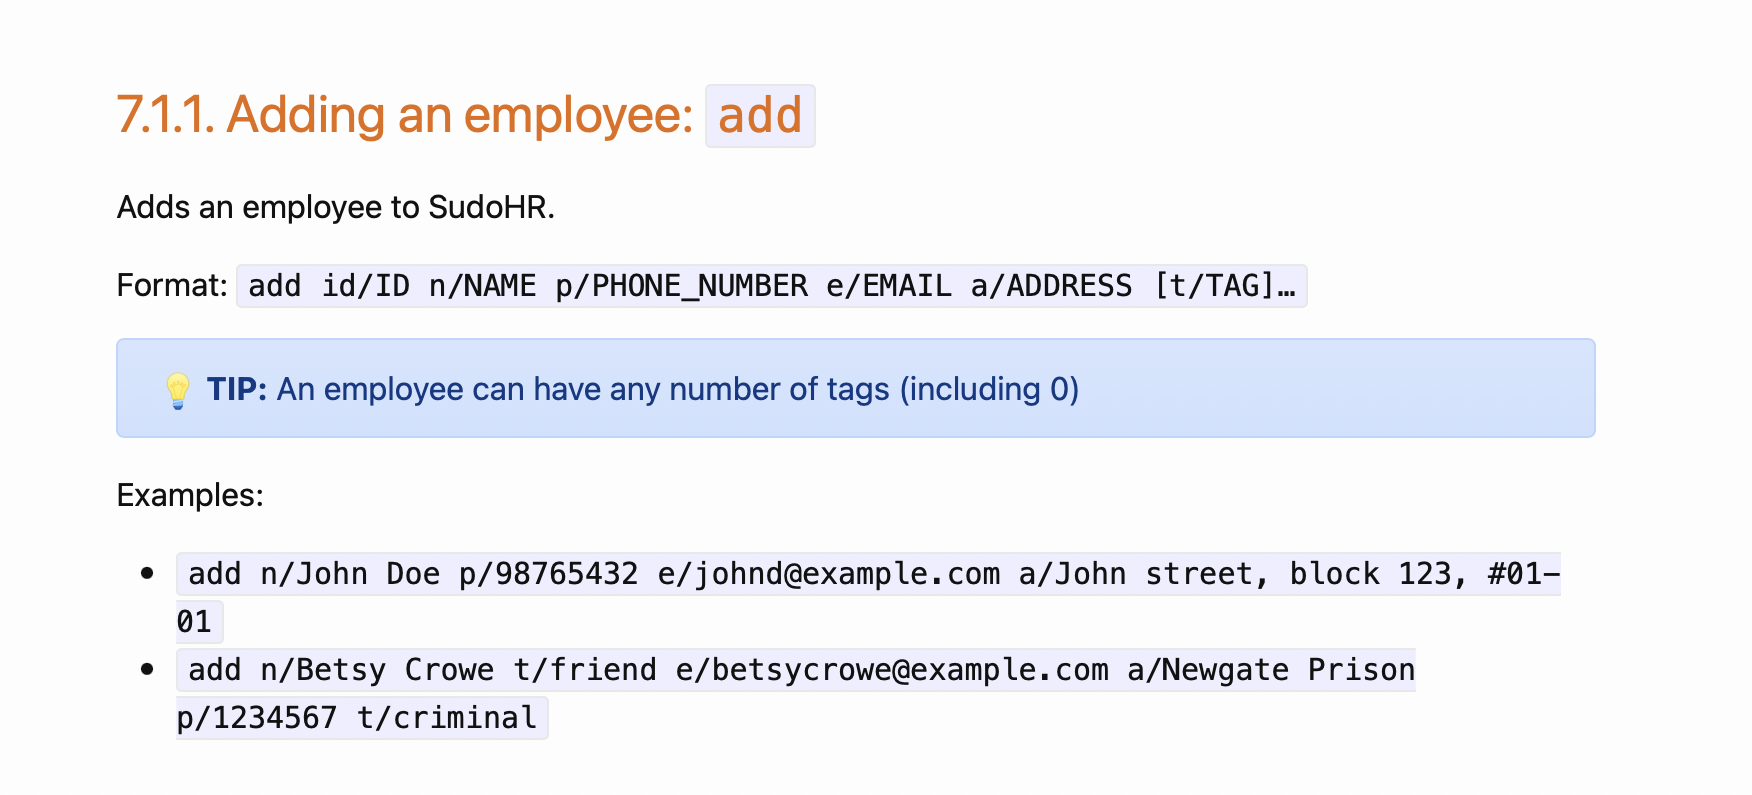 7.1.1. Adding an employee: add
Adds an employee to SudoHR.
Format: add id/ID n/NAME p/PHONE_NUMBER e/EMAIL a/ADDRESS [t/TAG]…
💡 TIP: An employee can have any number of tags (including 0)
Examples:
• add n/John Doe p/98765432 e/johnd@example.com a/John street, block 123, #01-
01
• add n/Betsy Crowe t/friend e/betsycrowe@example.com a/Newgate Prison
p/1234567 t/criminal